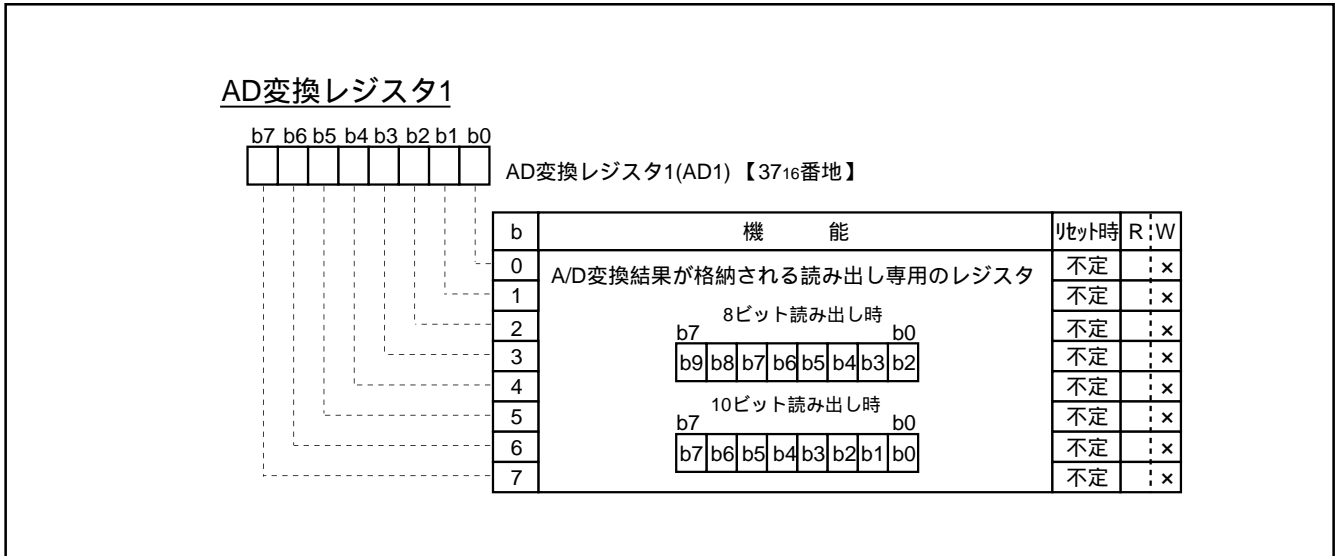 AD変換レジスタ1
b7 b6 b5 b4 b3 b2 b1 b0
AD変換レジスタ1(AD1)【3716番地】
b 機 能 リセット時 R W
A/D変換結果が格納される読み出し専用のレジスタ
0 不定 ×
1 不定 ×
8ビット読み出し時
2 不定 ×
b7 b0
3 不定 ×
b9 b8 b7 b6 b5 b4 b3 b2
4 不定 ×
10ビット読み出し時
5 不定 ×
b7 b0
6 不定 ×
b7 b6 b5 b4 b3 b2 b1 b0
7 不定 ×